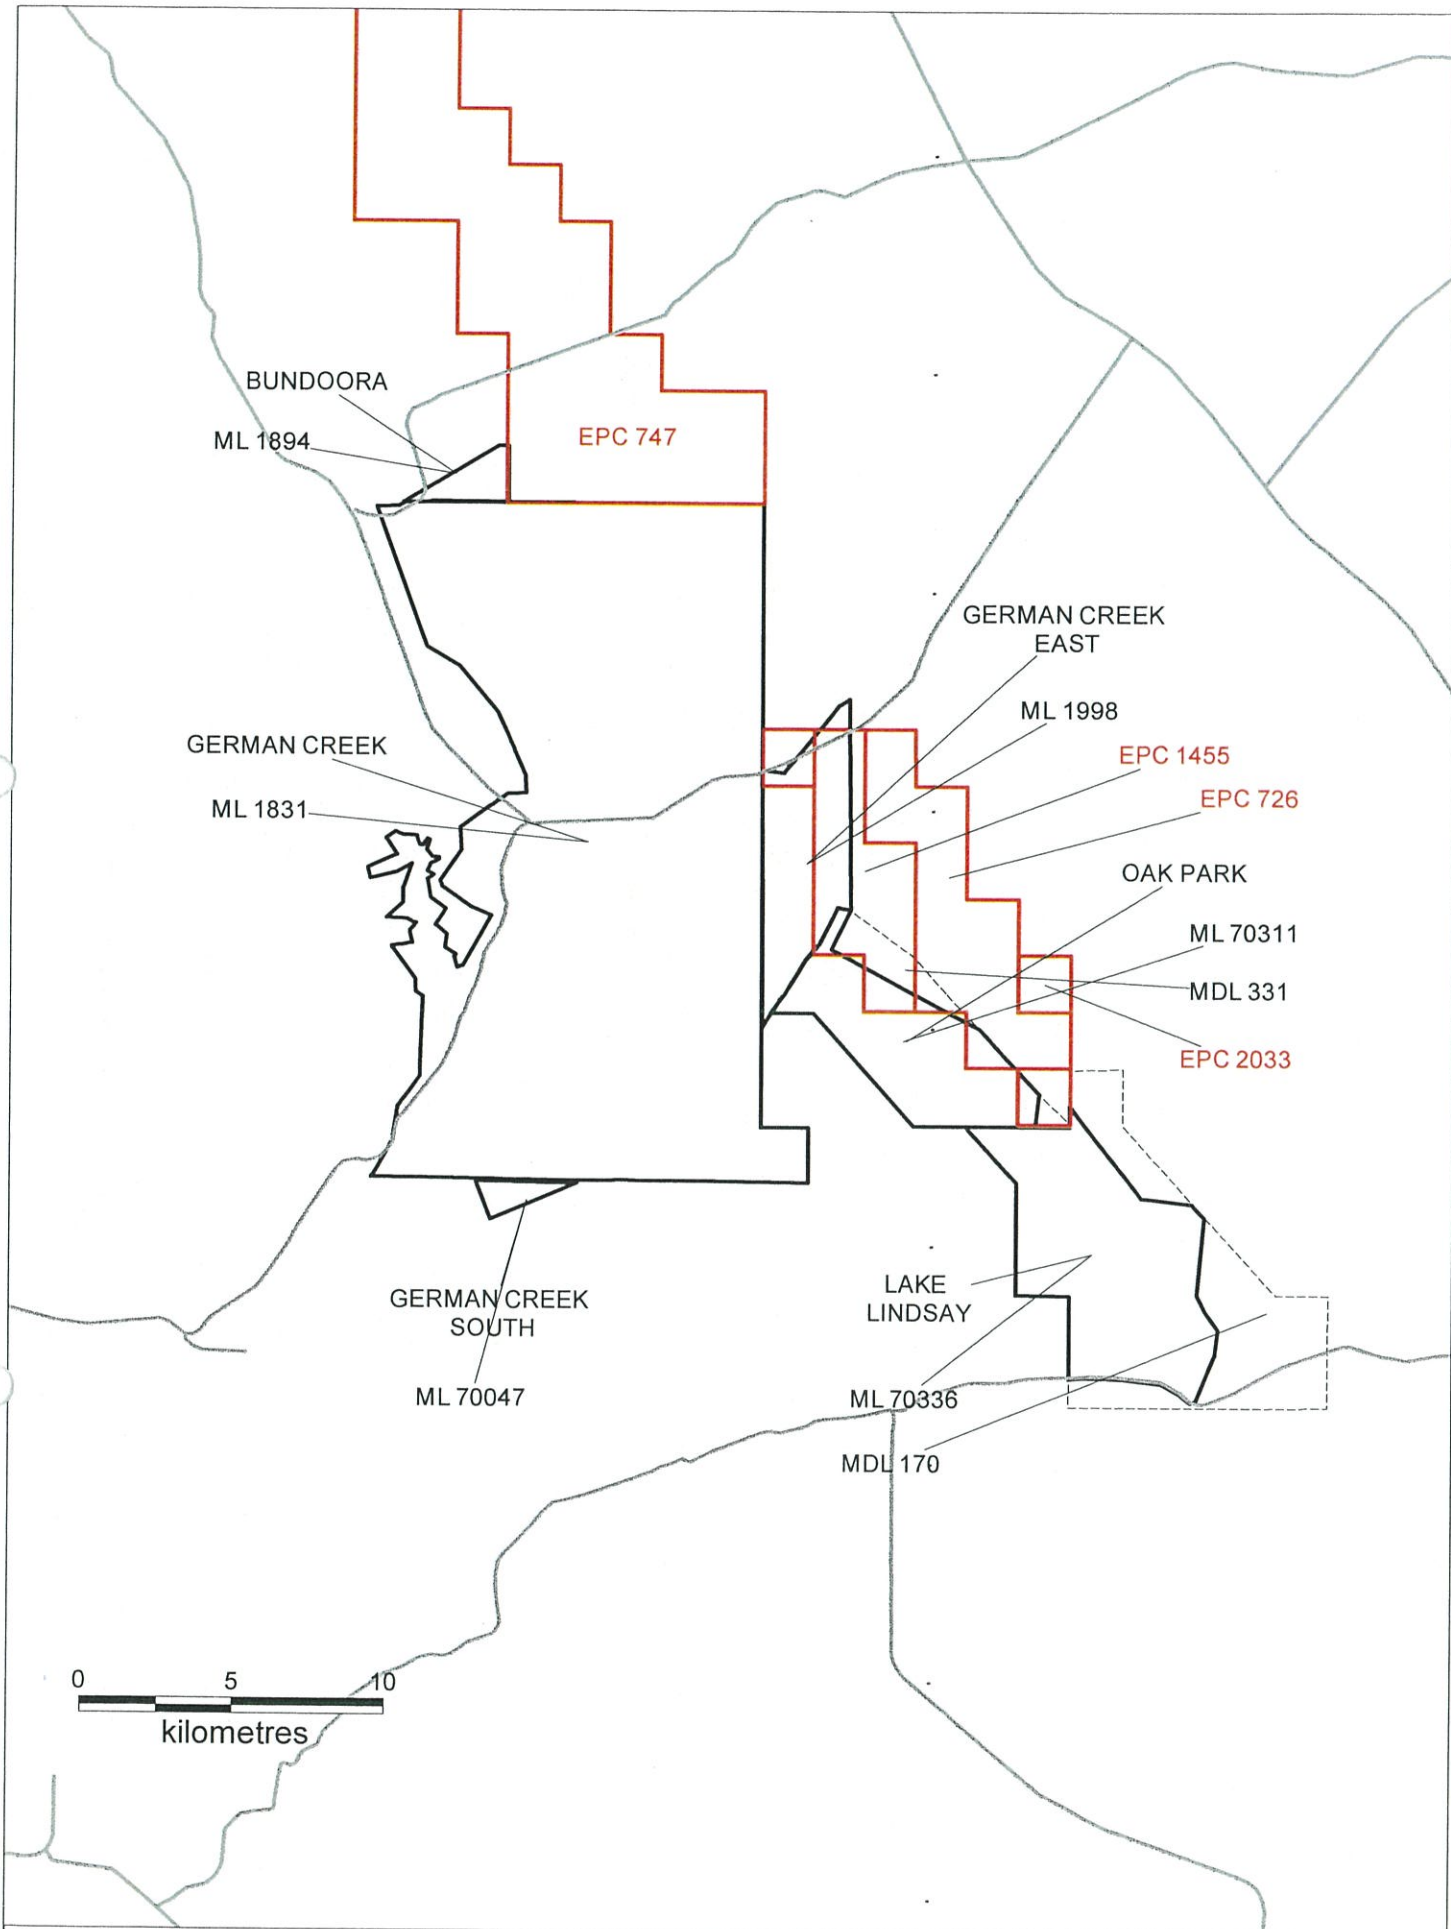 BUNDOORA
ML 1894
EPC 747
GERMAN CREEK
EAST
ML 1998
GERMAN CREEK
EPC 1455
EPC 726
ML 1831
OAK PARK
ML 70311
MDL 331
EPC 2033
GERMAN CREEK
SOUTH
LAKE
LINDSAY
ML 70047
ML 70336
MDL 170
0 5 10
kilometres